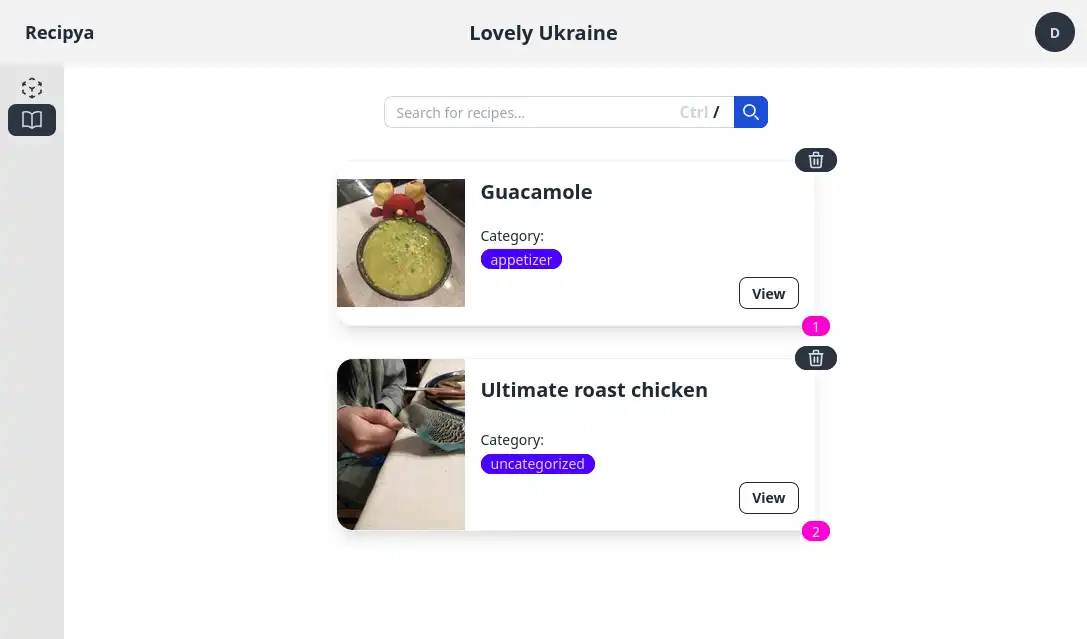 Recipya
Lovely Ukraine
D
Search for recipes...
Ctrl /
Guacamole
Category:
appetizer
View
1
Ultimate roast chicken
Category:
uncategorized
View
2